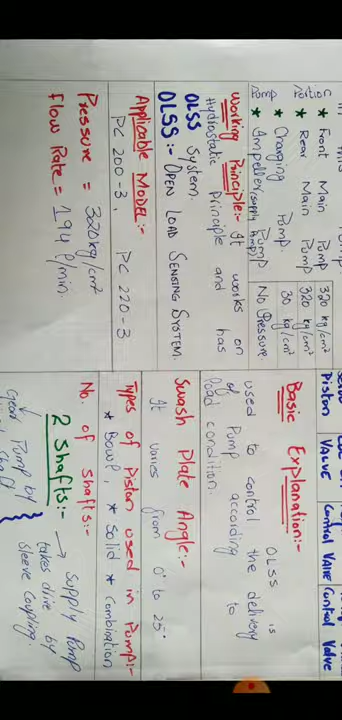 Pump:-
* Front Main Pump 320 kg/cm²
* Rear Main Pump 320 kg/cm²
* Charging Pump. 30 kg/cm²
* Impeller (supply Pump) Pump No Pressure.
Working Principle:- It works on
Hydrostatic principle and has
OLSS System.
OLSS:- OPEN LOAD SENSING SYSTEM.
Applicable Model:-
PC 200-3, PC 220-3
Pressure = 320 kg/cm²
Flow Rate = 194 l/min.
Piston Valve Control Valve Control Valve
Basic Explanation:-
OLSS is
used to control the delivery
of Pump according to
load condition.
Swash Plate Angle:-
It varies from 0° to 25°
Types of Piston used in Pump:-
* Bowl, * Solid * Combination
No. of Shafts:-
2 Shafts:- → Supply Pump
takes drive by
sleeve coupling.
Gear Pump by